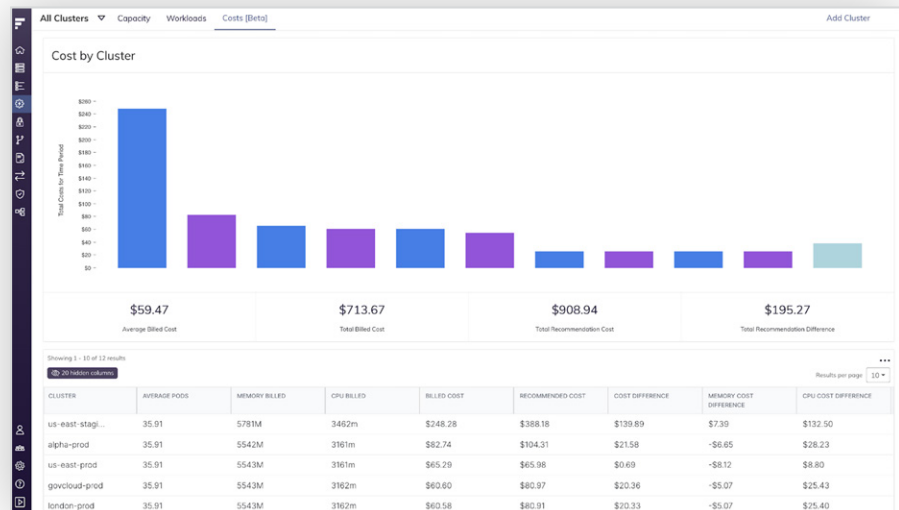 All Clusters Capacity Workloads Costs [Beta] Add Cluster
Cost by Cluster
Total Costs for Time Period
$260
$240
$220
$200
$180
$160
$140
$120
$100
$80
$60
$40
$20
$0
$59.47 $713.67 $908.94 $195.27
Average Billed Cost Total Billed Cost Total Recommendation Cost Total Recommendation Difference
Showing 1 - 10 of 12 results
20 hidden columns Results per page 10
CLUSTER AVERAGE PODS MEMORY BILLED CPU BILLED BILLED COST RECOMMENDED COST COST DIFFERENCE MEMORY COST DIFFERENCE CPU COST DIFFERENCE
us-east-stagi... 35.91 5781M 3462m $248.28 $388.18 $139.89 $7.39 $132.50
alpha-prod 35.91 5542M 3161m $82.74 $104.31 $21.58 -$6.65 $28.23
us-east-prod 35.91 5543M 3161m $65.29 $65.98 $0.69 -$8.12 $8.80
govcloud-prod 35.91 5543M 3162m $60.60 $80.97 $20.36 -$5.07 $25.43
london-prod 35.91 5543M 3162m $60.58 $80.91 $20.33 -$5.07 $25.40